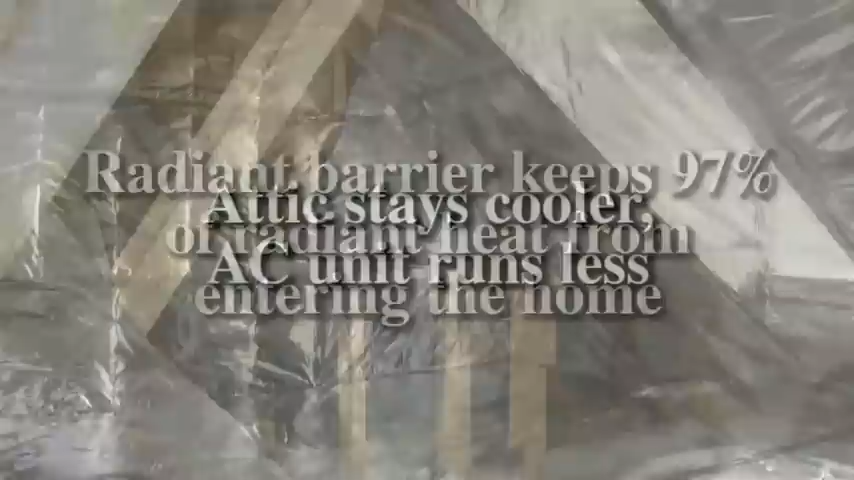 Radiant barrier keeps 97%
Attic stays cooler,
of radiant heat from
AC unit runs less
entering the home